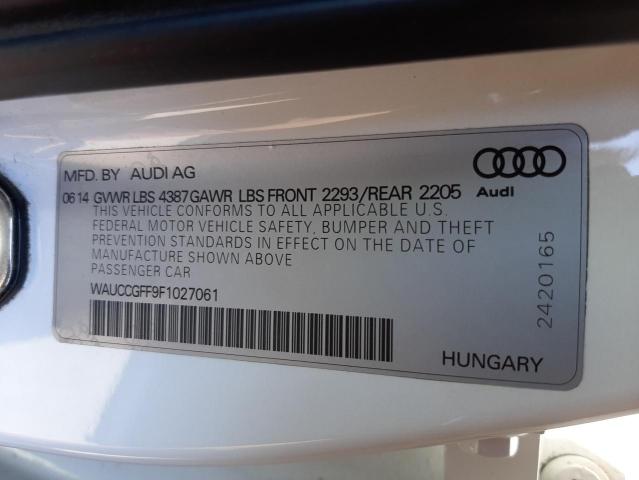 MFD. BY AUDI AG
06 14 GVWR LBS 4387 GAWR LBS FRONT 2293/REAR 2205
Audi
THIS VEHICLE CONFORMS TO ALL APPLICABLE U.S.
FEDERAL MOTOR VEHICLE SAFETY, BUMPER AND THEFT
PREVENTION STANDARDS IN EFFECT ON THE DATE OF
MANUFACTURE SHOWN ABOVE
PASSENGER CAR
WAUCCGFF9F1027061
HUNGARY
2420165